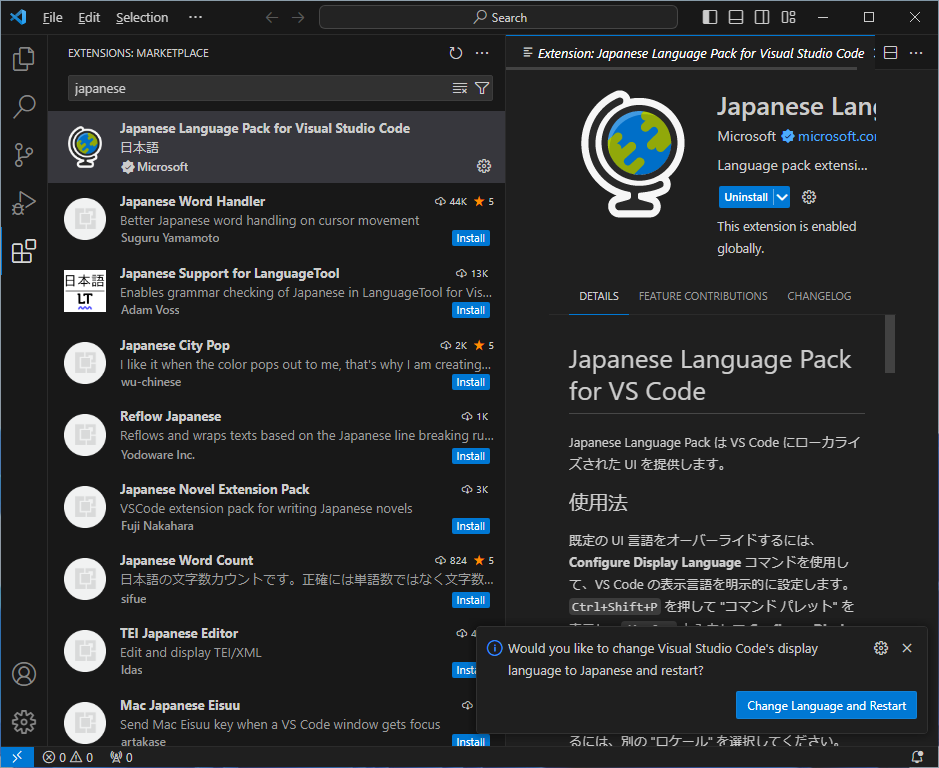 File Edit Selection ··· Search
EXTENSIONS: MARKETPLACE
japanese
Japanese Language Pack for Visual Studio Code
日本語
Microsoft
Japanese Word Handler 44K 5
Better Japanese word handling on cursor movement
Suguru Yamamoto Install
日本語
LT
Japanese Support for LanguageTool 13K
Enables grammar checking of Japanese in LanguageTool for Vis...
Adam Voss Install
Japanese City Pop 2K 5
I like it when the color pops out to me, that's why I am creating...
wu-chinese Install
Reflow Japanese 1K
Reflows and wraps texts based on the Japanese line breaking ru...
Yodoware Inc. Install
Japanese Novel Extension Pack 3K
VSCode extension pack for writing Japanese novels
Fuji Nakahara Install
Japanese Word Count 824 5
日本語の文字数カウントです。正確には単語数ではなく文字数...
sifue Install
TEI Japanese Editor
Edit and display TEI/XML
ldas
Mac Japanese Eisuu
Send Mac Eisuu key when a VS Code window gets focus
artakase Install
Extension: Japanese Language Pack for Visual Studio Code
Japanese Lang
Microsoft microsoft.com
Language pack extensi...
Uninstall
This extension is enabled
globally.
DETAILS FEATURE CONTRIBUTIONS CHANGELOG
Japanese Language Pack
for VS Code
Japanese Language Pack は VS Code にローカライ
ズされた UI を提供します。
使用法
既定の UI 言語をオーバーライドするには、
Configure Display Language コマンドを使用し
て、VS Code の表示言語を明示的に設定します。
Ctrl+Shift+P を押して "コマンド パレット" を
Would you like to change Visual Studio Code's display
language to Japanese and restart?
Change Language and Restart
るには、別の "ロケール" を選択してください。
0 0 0